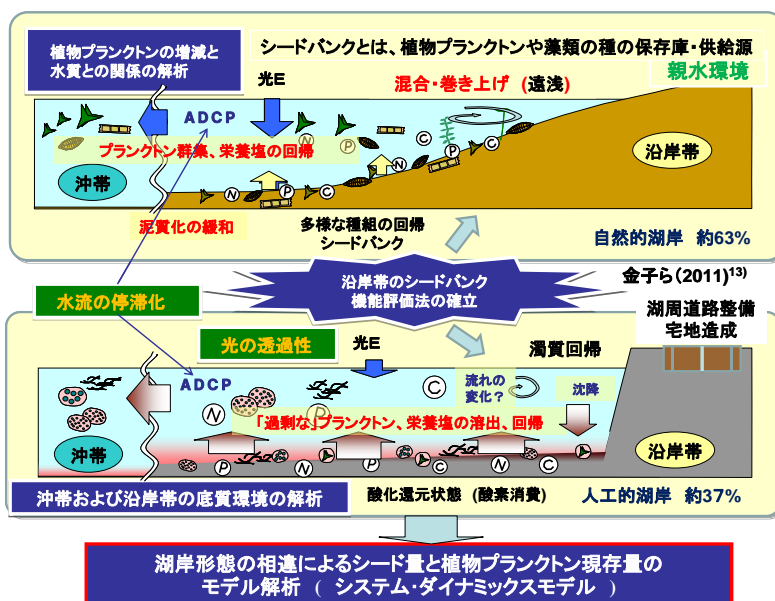 植物プランクトンの増減と
水質との関係の解析
シードバンクとは、植物プランクトンや藻類の種の保存庫・供給源
光E
混合・巻き上げ (遠浅)
親水環境
ADCP
N
P
C
プランクトン群集、栄養塩の回帰
沿岸帯
沖帯
N
P
C
N
P
C
N
P
C
泥質化の緩和
多様な種組の回帰
シードバンク
自然的湖岸 約63%
沿岸帯のシードバンク
機能評価法の確立
金子ら(2011)13)
水流の停滞化
湖周道路整備
宅地造成
光の透過性
光E
濁質回帰
ADCP
流れの
変化?
沈降
N
P
C
「過剰な」プランクトン、栄養塩の溶出、回帰
沖帯
沿岸帯
P
N
P
C
N
C
沖帯および沿岸帯の底質環境の解析
酸化還元状態 (酸素消費)
人工的湖岸 約37%
湖岸形態の相違によるシード量と植物プランクトン現存量の
モデル解析 ( システム・ダイナミックスモデル )